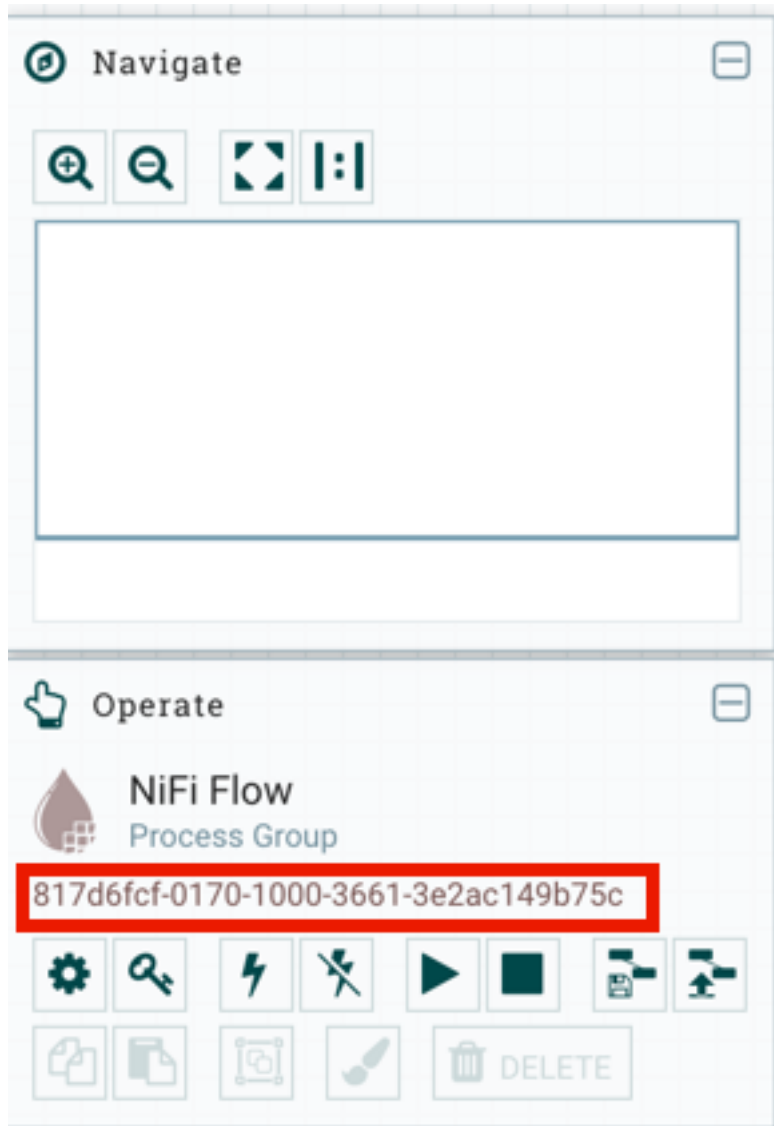 Navigate
Operate
NiFi Flow
Process Group
817d6fcf-0170-1000-3661-3e2ac149b75c
DELETE